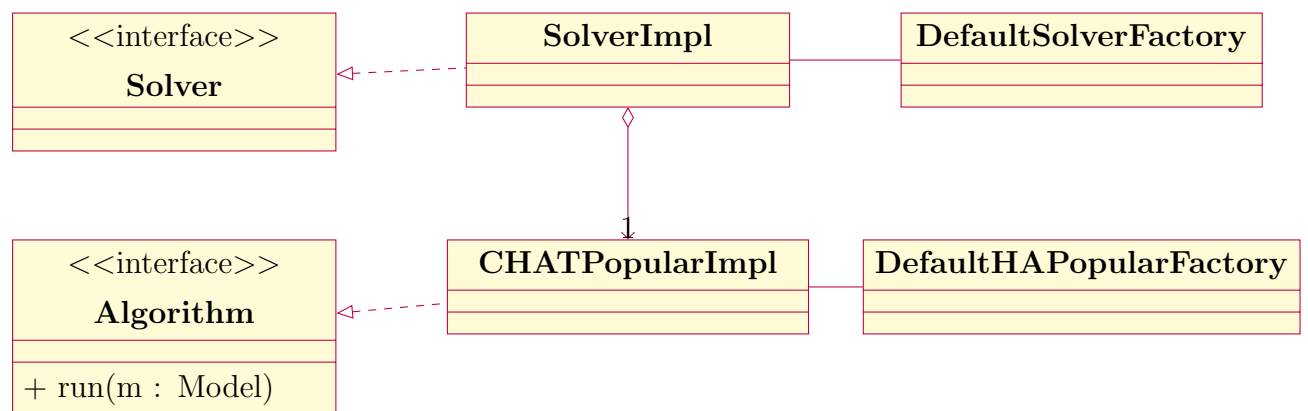 <<interface>>
Solver
SolverImpl
DefaultSolverFactory
1
<<interface>>
Algorithm
+ run(m : Model)
CHATPopularImpl
DefaultHAPopularFactory